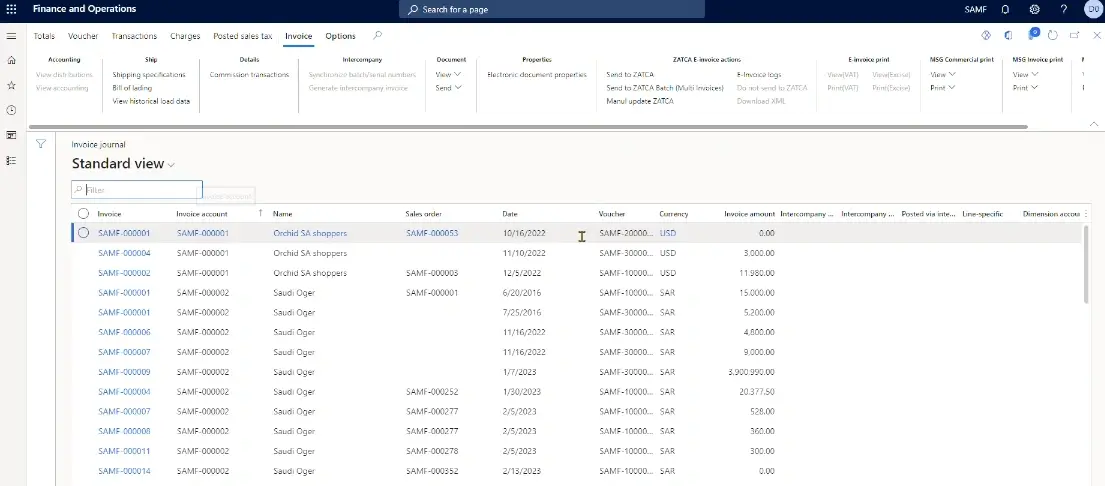 Finance and Operations Search for a page SAMF ? D0
Totals Voucher Transactions Charges Posted sales tax Invoice Options 0
Accounting Ship Details Intercompany Document Properties ZATCA E-invoice actions E-invoice print MSG Commercial print MSG Invoice print
View distributions Shipping specifications Commission transactions Synchronize batch/serial numbers View Electronic document properties Send to ZATCA E-Invoice logs View(VAT) View(Excise) View View
View accounting Bill of lading Generate intercompany invoice Send Send to ZATCA Batch (Multi Invoices) Do not send to ZATCA Print(VAT) Print(Excise) Print Print
View historical load data Manul update ZATCA Download XML
Invoice journal
Standard view
Filter
Invoice Invoice account Name Sales order Date Voucher Currency Invoice amount Intercompany ... Intercompany ... Posted via inte... Line-specific Dimension accou
SAMF-000001 SAMF-000001 Orchid SA shoppers SAMF-000053 10/16/2022 SAMF-20000... USD 0.00
SAMF-000004 SAMF-000001 Orchid SA shoppers 11/10/2022 SAMF-30000... USD 3,000.00
SAMF-000002 SAMF-000001 Orchid SA shoppers SAMF-000003 12/5/2022 SAMF-10000... USD 11,980.00
SAMF-000001 SAMF-000002 Saudi Oger SAMF-000001 6/20/2016 SAMF-10000... SAR 15,000.00
SAMF-000001 SAMF-000002 Saudi Oger 7/25/2016 SAMF-30000... SAR 5,200.00
SAMF-000006 SAMF-000002 Saudi Oger 11/16/2022 SAMF-30000... SAR 4,800.00
SAMF-000007 SAMF-000002 Saudi Oger 11/16/2022 SAMF-30000... SAR 9,000.00
SAMF-000009 SAMF-000002 Saudi Oger 1/7/2023 SAMF-30000... SAR 3,900,990.00
SAMF-000004 SAMF-000002 Saudi Oger SAMF-000252 1/30/2023 SAMF-10000... SAR 20,377.50
SAMF-000007 SAMF-000002 Saudi Oger SAMF-000277 2/5/2023 SAMF-10000... SAR 528.00
SAMF-000008 SAMF-000002 Saudi Oger SAMF-000277 2/5/2023 SAMF-10000... SAR 360.00
SAMF-000011 SAMF-000002 Saudi Oger SAMF-000278 2/5/2023 SAMF-10000... SAR 300.00
SAMF-000014 SAMF-000002 Saudi Oger SAMF-000352 2/13/2023 SAMF-10000... SAR 0.00